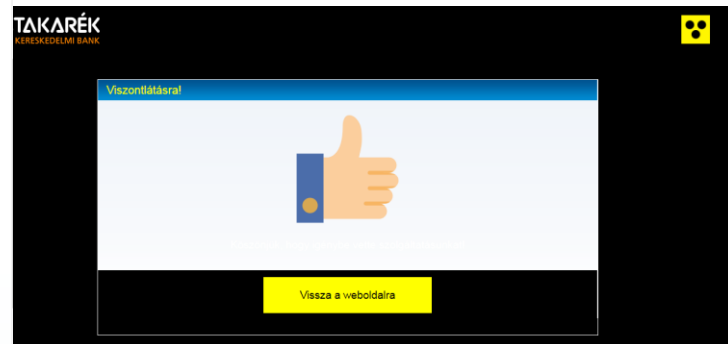 TAKARÉK
KERESKEDELMI BANK
Viszontlátásra!
Vissza a weboldalra